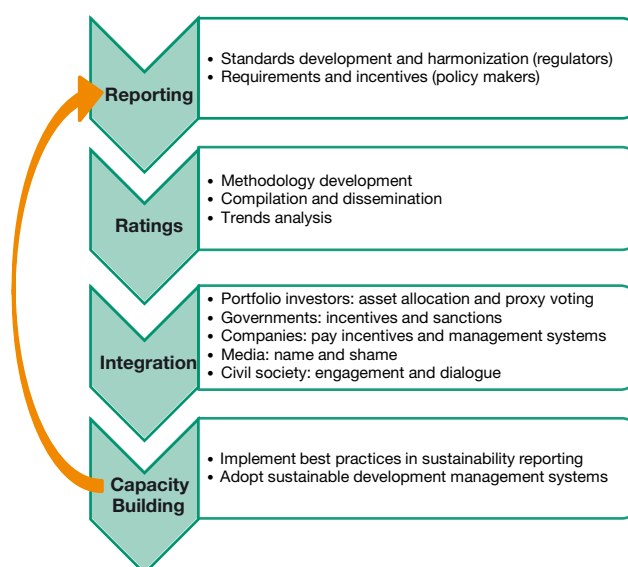 Reporting
• Standards development and harmonization (regulators)
• Requirements and incentives (policy makers)
Ratings
• Methodology development
• Compilation and dissemination
• Trends analysis
Integration
• Portfolio investors: asset allocation and proxy voting
• Governments: incentives and sanctions
• Companies: pay incentives and management systems
• Media: name and shame
• Civil society: engagement and dialogue
Capacity
Building
• Implement best practices in sustainability reporting
• Adopt sustainable development management systems